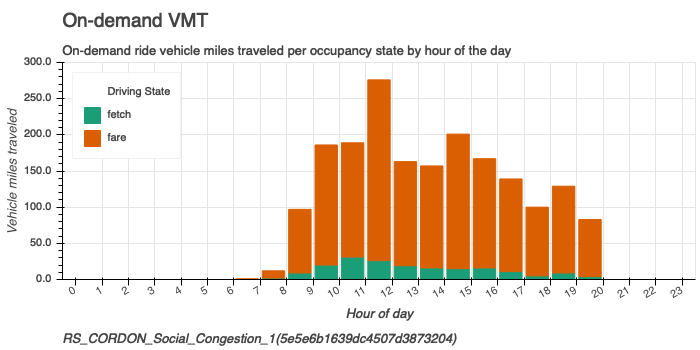 On-demand VMT
On-demand ride vehicle miles traveled per occupancy state by hour of the day
300.0
250.0
200.0
150.0
100.0
50.0
0.0
Vehicle miles traveled
Driving State
fetch
fare
0 1 2 3 4 5 6 7 8 9 10 11 12 13 14 15 16 17 18 19 20 21 22 23
Hour of day
RS_CORDON_Social_Congestion_1(5e5e6b1639dc4507d3873204)